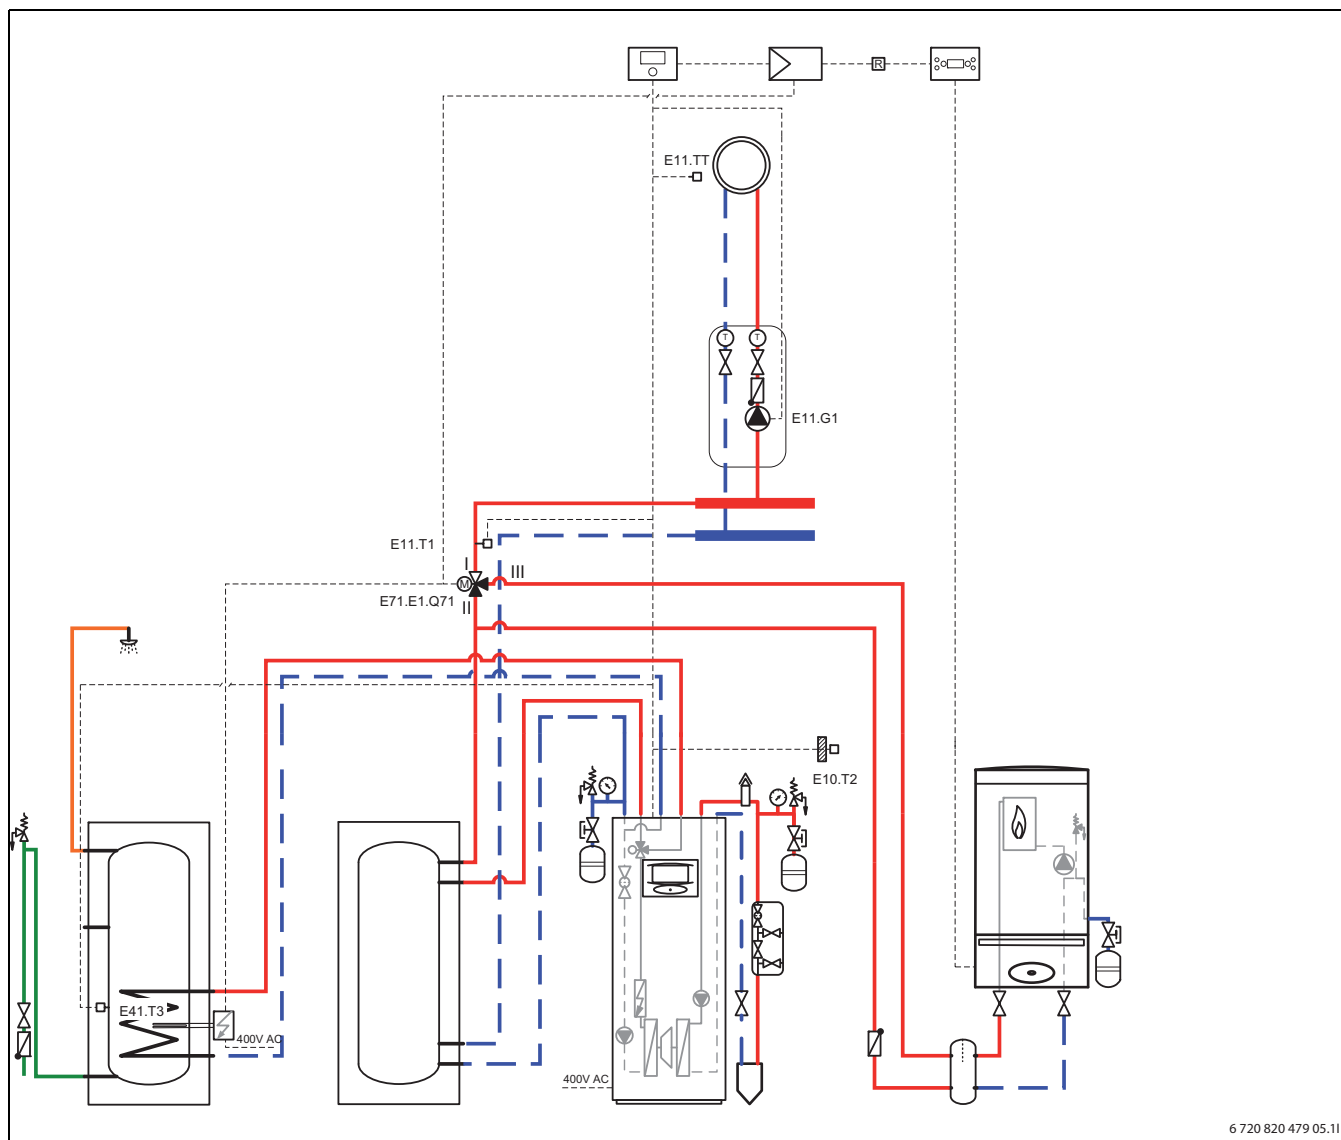 R
E11.TT
T T
E11.G1
E11.T1
I
III
M
E71.E1.Q71
II
E10.T2
E41.T3
400V AC
400V AC
6 720 820 479 05.1I